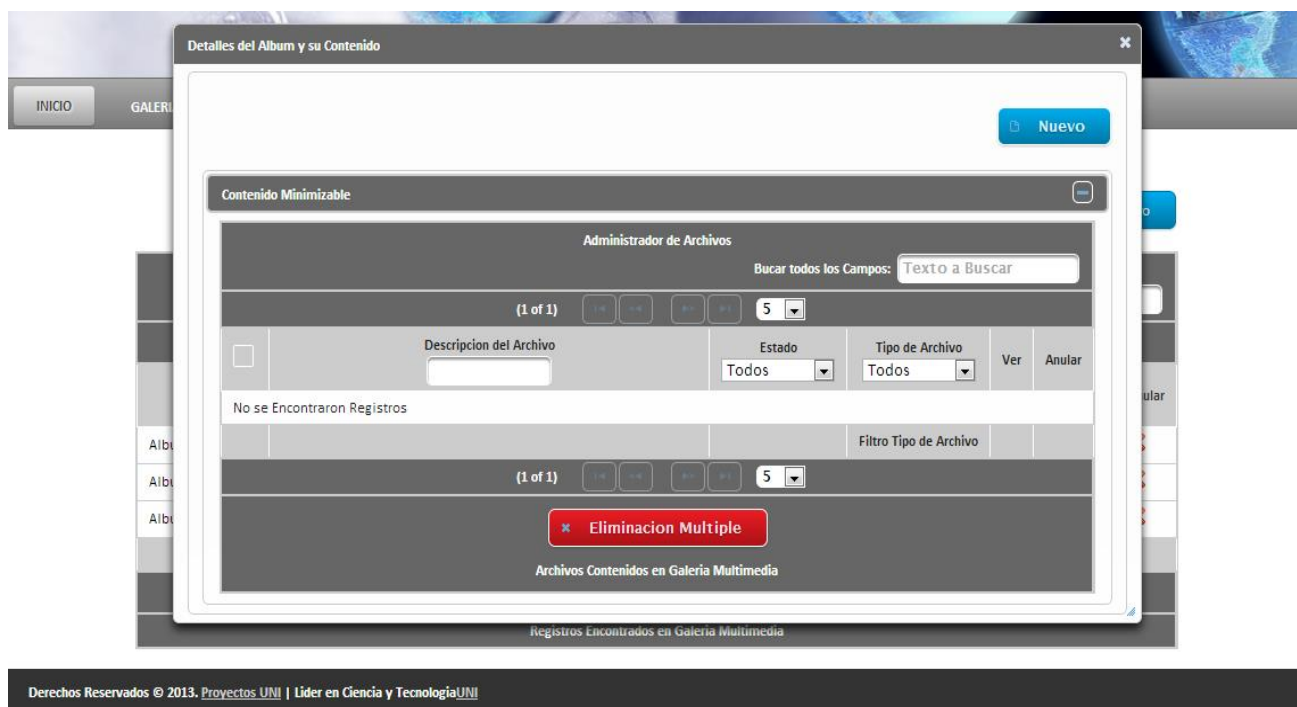 Detalles del Album y su Contenido
INICIO
GALERI
Nuevo
Contenido Minimizable
Administrador de Archivos
Bucar todos los Campos: Texto a Buscar
(1 of 1) 5
Descripcion del Archivo Estado Tipo de Archivo Ver Anular
Todos Todos
No se Encontraron Registros
ular
Filtro Tipo de Archivo
Albu
(1 of 1) 5
Albu
Eliminacion Multiple
Albu
Archivos Contenidos en Galeria Multimedia
Registros Encontrados en Galeria Multimedia
Derechos Reservados © 2013. Proyectos UNI | Lider en Ciencia y TecnologiaUNI